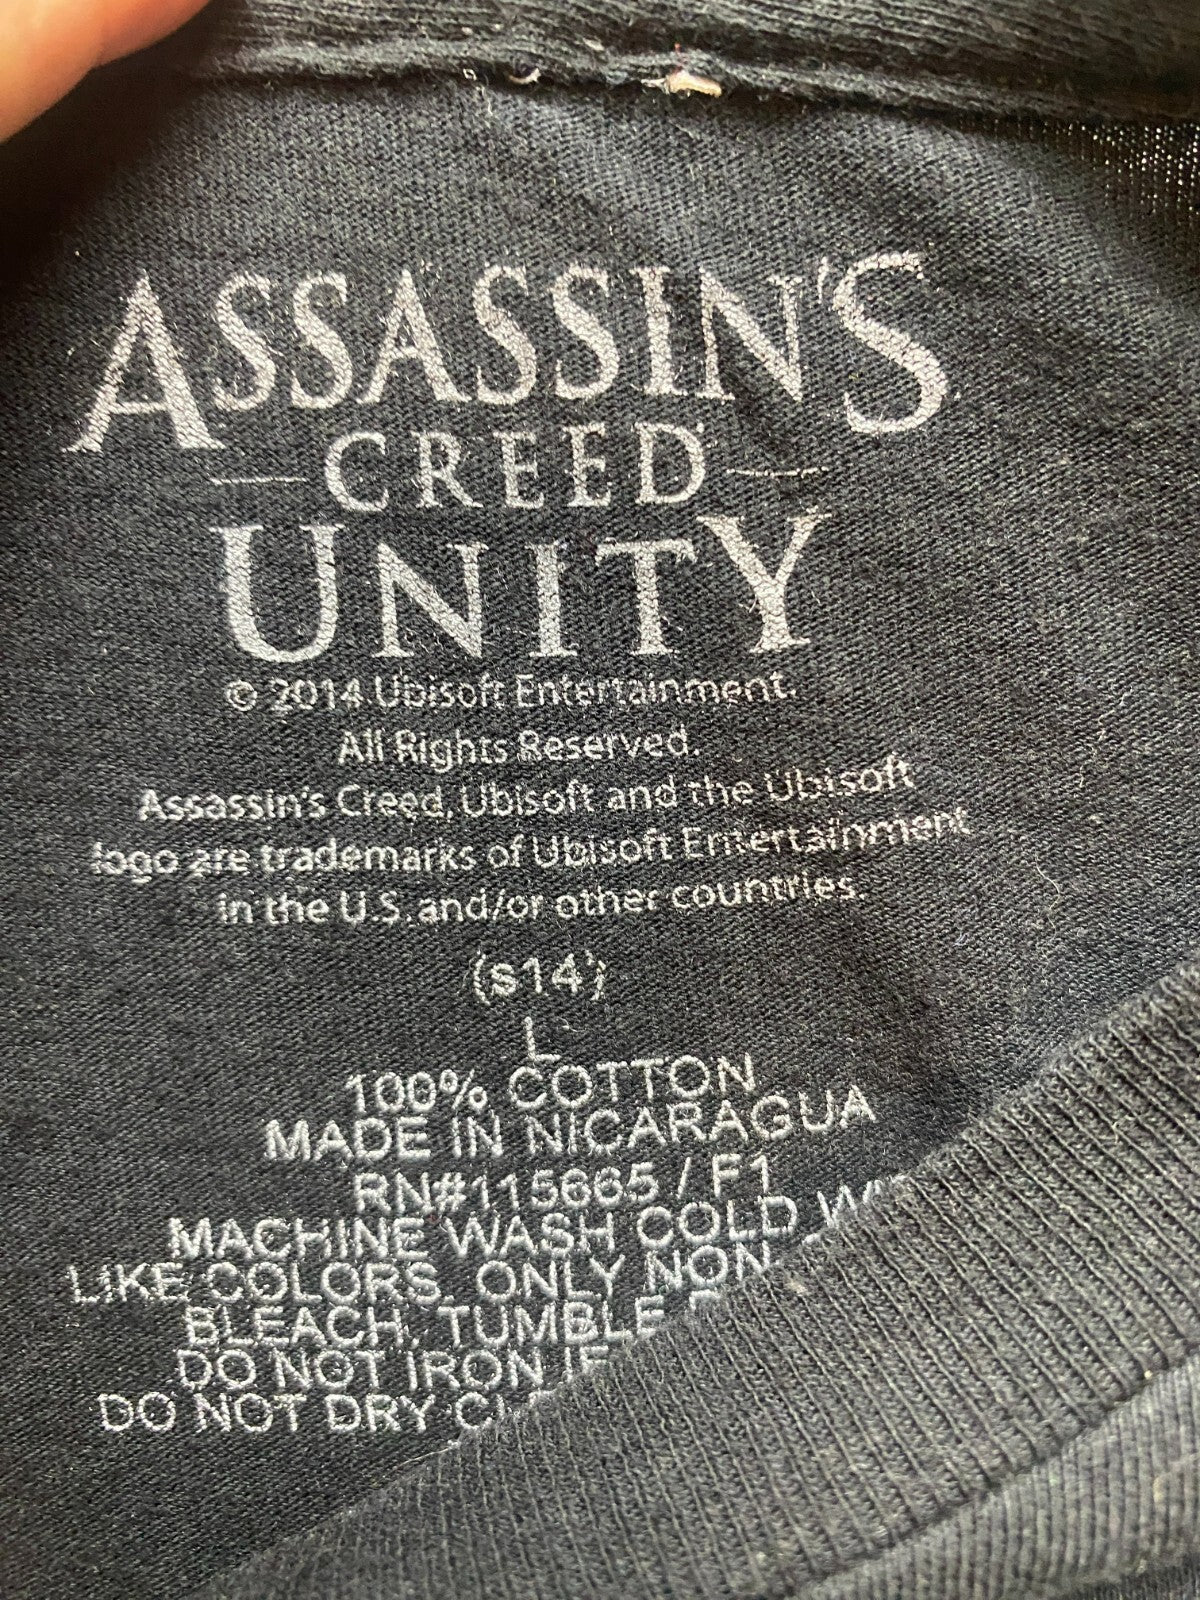 ASSASSIN'S
CREED
UNITY
© 2014 Ubisoft Entertainment.
All Rights Reserved.
Assassin's Creed, Ubisoft and the Ubisoft
logo are trademarks of Ubisoft Entertainment
in the U.S. and/or other countries.
(s14)
L
100% COTTON
MADE IN NICARAGUA
RN#115665 / F1
MACHINE WASH COLD
LIKE COLORS, ONLY NON-
BLEACH, TUMBLE
DO NOT IRON IF
DO NOT DRY